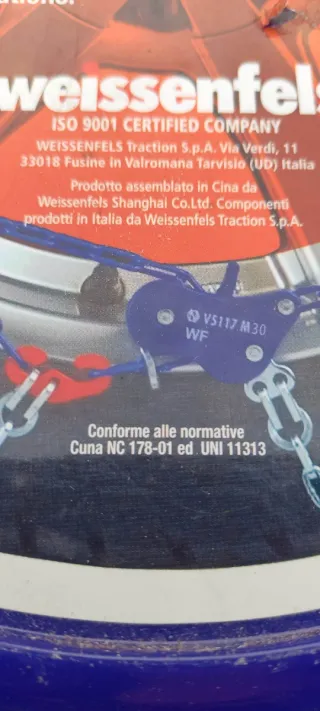 weissenfels
ISO 9001 CERTIFIED COMPANY
WEISSENFELS Traction S.p.A. Via Verdi, 11
33018 Fusine in Valromana Tarvisio (UD) Italia
Prodotto assemblato in Cina da
Weissenfels Shanghai Co.Ltd. Componenti
prodotti in Italia da Weissenfels Traction S.p.A.
V5117 M30
WF
Conforme alle normative
Cuna NC 178-01 ed UNI 11313